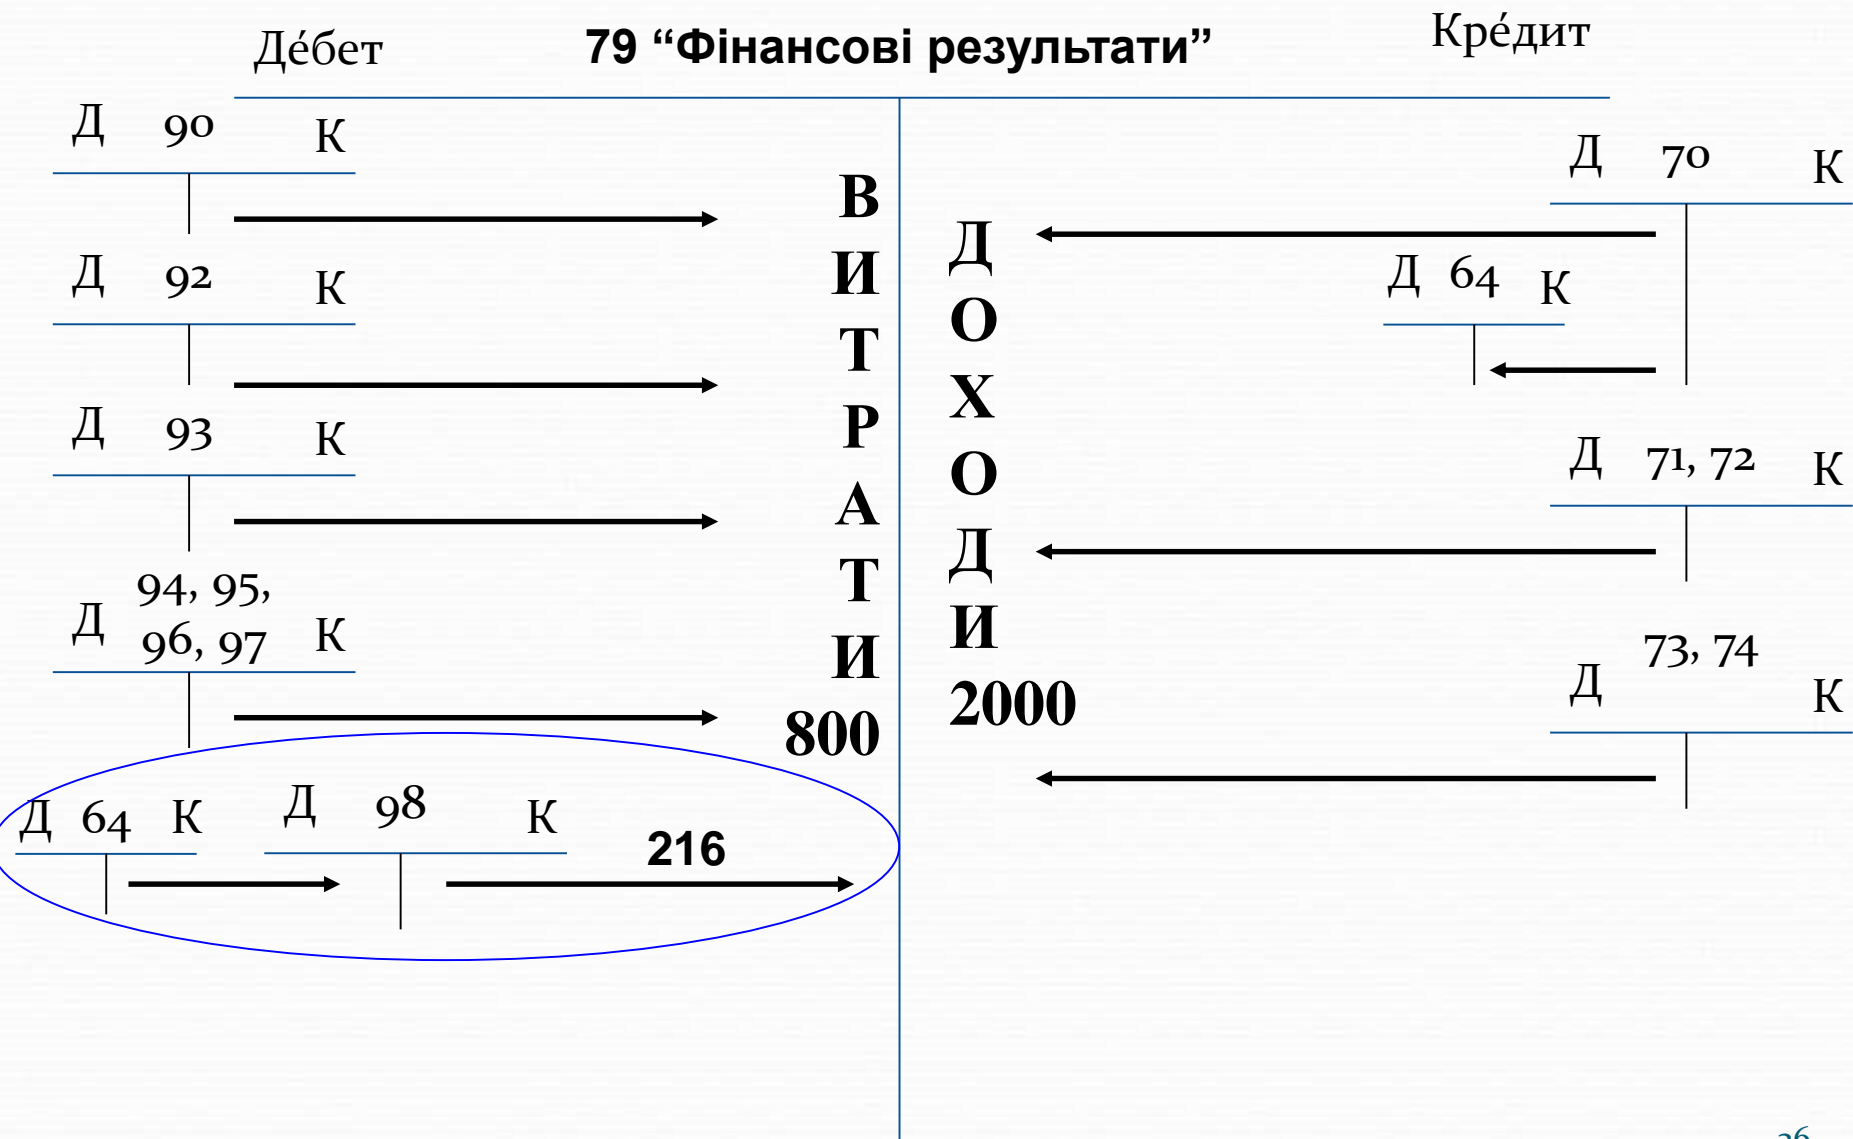 Де́бет
79 “Фінансові результати”
Кре́дит
Д 90 К
Д 92 К
Д 93 К
94, 95,
Д 96, 97 К
Д 64 К
Д 98 К
216
В
И
Т
Р
А
Т
И
800
Д
О
Х
О
Д
И
2000
Д 70 К
Д 64 К
Д 71, 72 К
73, 74
Д К